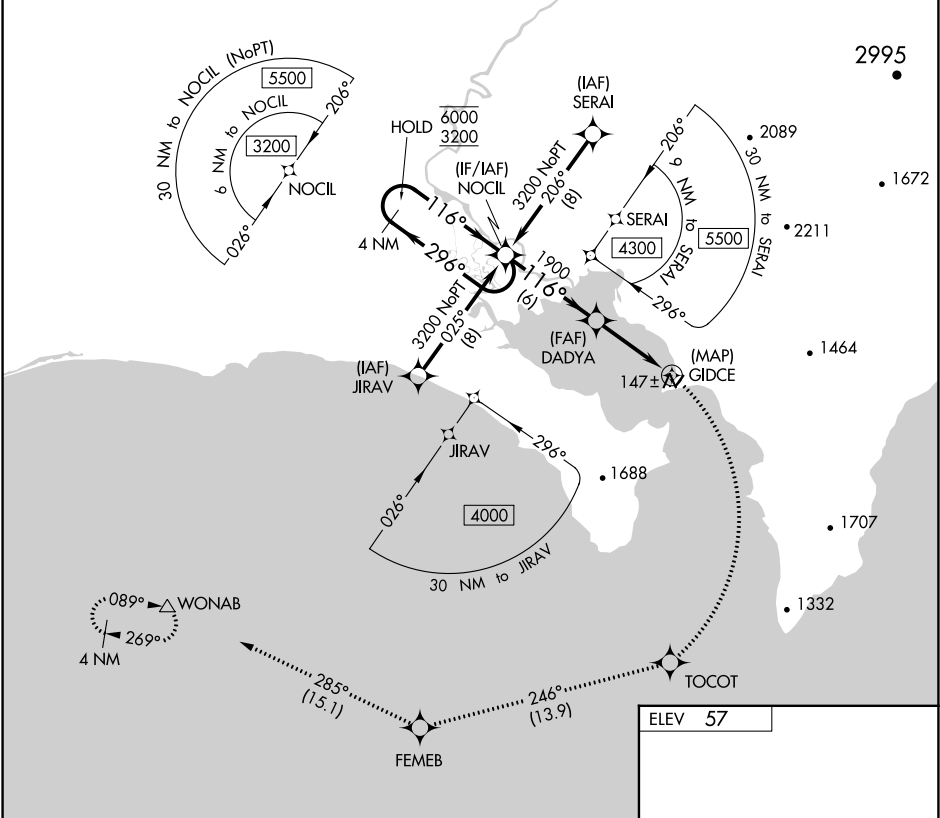 30 NM to NOCIL (NoPT)
5500
6 NM to NOCIL
206°
3200
NOCIL
026°
HOLD
6000
3200
(IAF)
SERAI
2995
(IF/IAF)
NOCIL
3200 NoPT
206°
(8)
116°
296°
4 NM
206°
6 NM to SERAI
30 NM to SERAI
SERAI
4300
5500
296°
2089
1672
2211
1900
116°
(6)
3200 NoPT
025°
(8)
(IAF)
JIRAV
(FAF)
DADYA
(MAP)
GIDCE
147±
1464
JIRAV
296°
026°
4000
30 NM to JIRAV
1688
1707
1332
089°
WONAB
269°
4 NM
285°
(15.1)
246°
(13.9)
TOCOT
FEMEB
ELEV 57